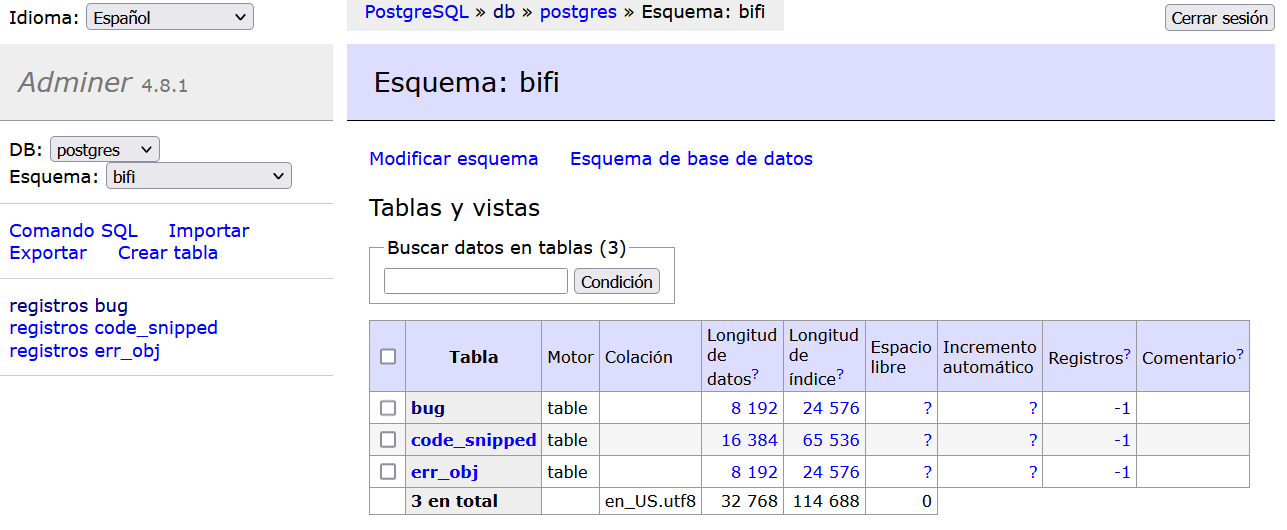 Idioma: Español
PostgreSQL » db » postgres » Esquema: bifi
Cerrar sesión
Adminer 4.8.1
Esquema: bifi
DB: postgres
Esquema: bifi
Comando SQL Importar
Exportar Crear tabla
registros bug
registros code_snipped
registros err_obj
Modificar esquema Esquema de base de datos
Tablas y vistas
Buscar datos en tablas (3)
Condición
Tabla Motor Colación Longitud de datos? Longitud de índice? Espacio libre Incremento automático Registros? Comentario?
bug table 8 192 24 576 ? ? -1
code_snipped table 16 384 65 536 ? ? -1
err_obj table 8 192 24 576 ? ? -1
3 en total en_US.utf8 32 768 114 688 0